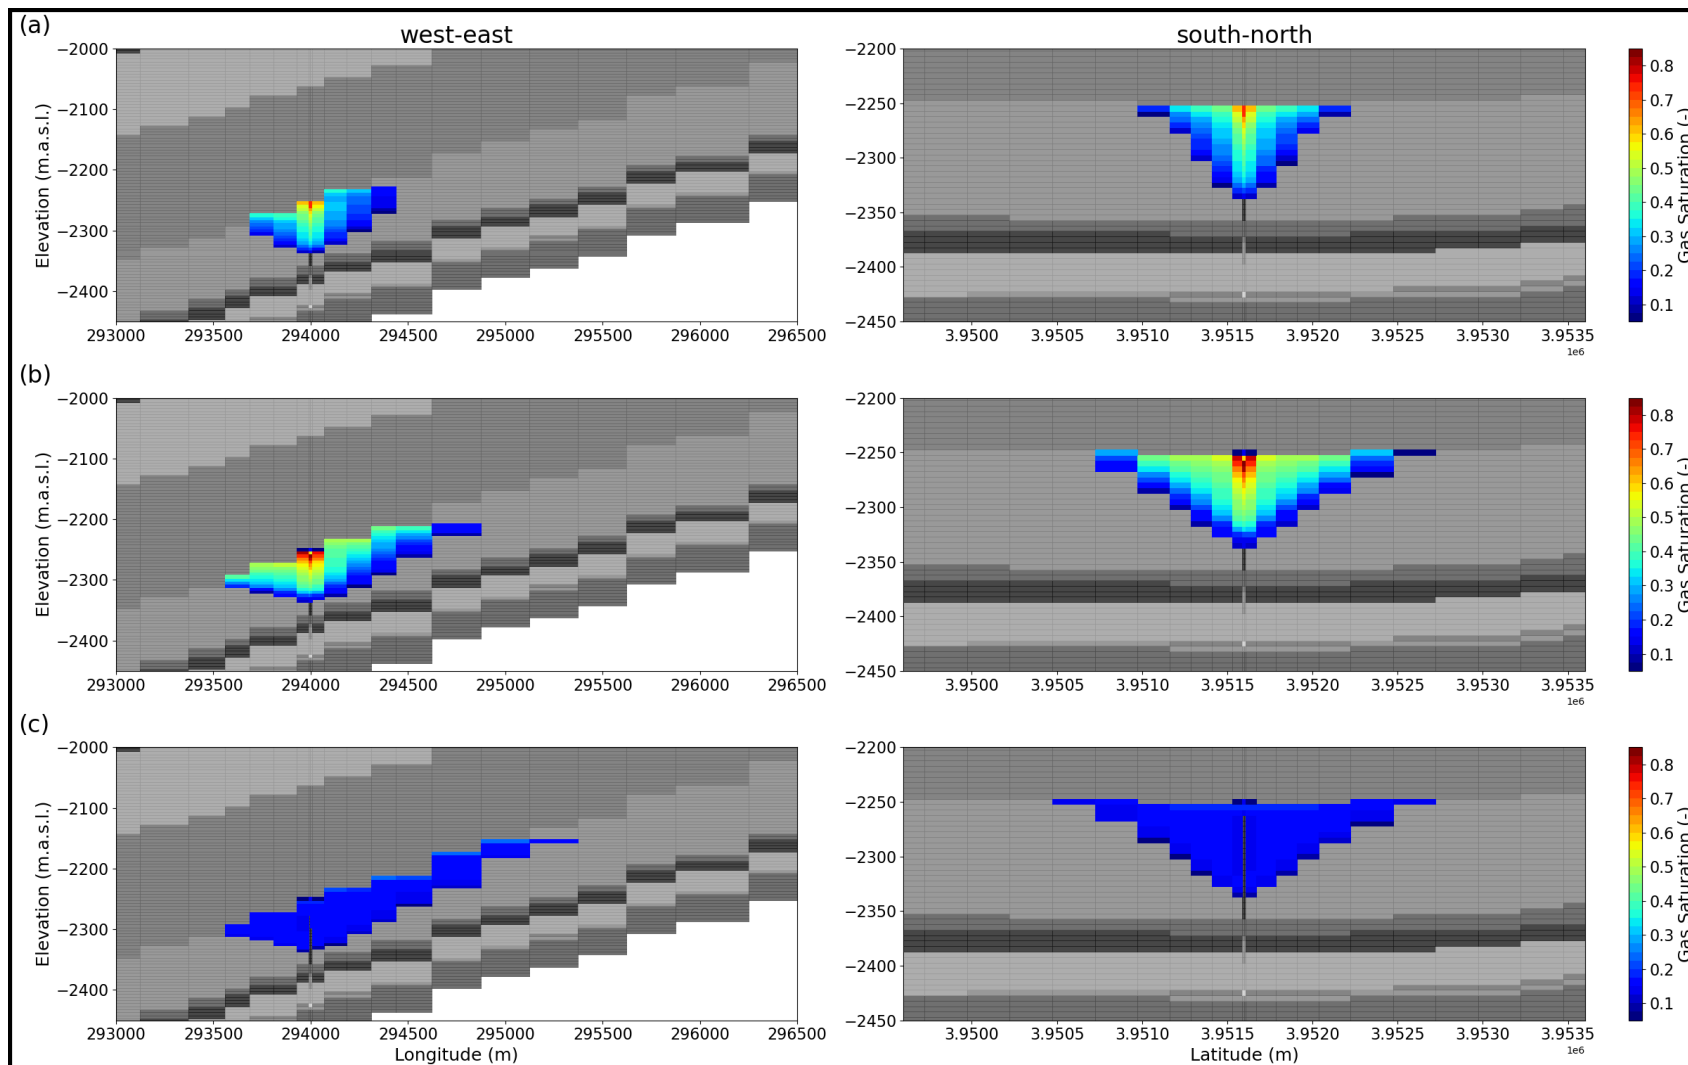 (a)
west-east
south-north
−2000
−2100
−2200
−2300
−2400
Elevation (m.a.s.l.)
293000 293500 294000 294500 295000 295500 296000 296500
−2200
−2250
−2300
−2350
−2400
−2450
3.9500 3.9505 3.9510 3.9515 3.9520 3.9525 3.9530 3.9535
1e6
0.8
0.7
0.6
0.5
0.4
0.3
0.2
0.1
Gas Saturation (-)
(b)
−2000
−2100
−2200
−2300
−2400
Elevation (m.a.s.l.)
293000 293500 294000 294500 295000 295500 296000 296500
−2200
−2250
−2300
−2350
−2400
−2450
3.9500 3.9505 3.9510 3.9515 3.9520 3.9525 3.9530 3.9535
1e6
0.8
0.7
0.6
0.5
0.4
0.3
0.2
0.1
Gas Saturation (-)
(c)
−2000
−2100
−2200
−2300
−2400
Elevation (m.a.s.l.)
293000 293500 294000 294500 295000 295500 296000 296500
Longitude (m)
−2200
−2250
−2300
−2350
−2400
−2450
3.9500 3.9505 3.9510 3.9515 3.9520 3.9525 3.9530 3.9535
1e6
Latitude (m)
0.8
0.7
0.6
0.5
0.4
0.3
0.2
0.1
Gas Saturation (-)